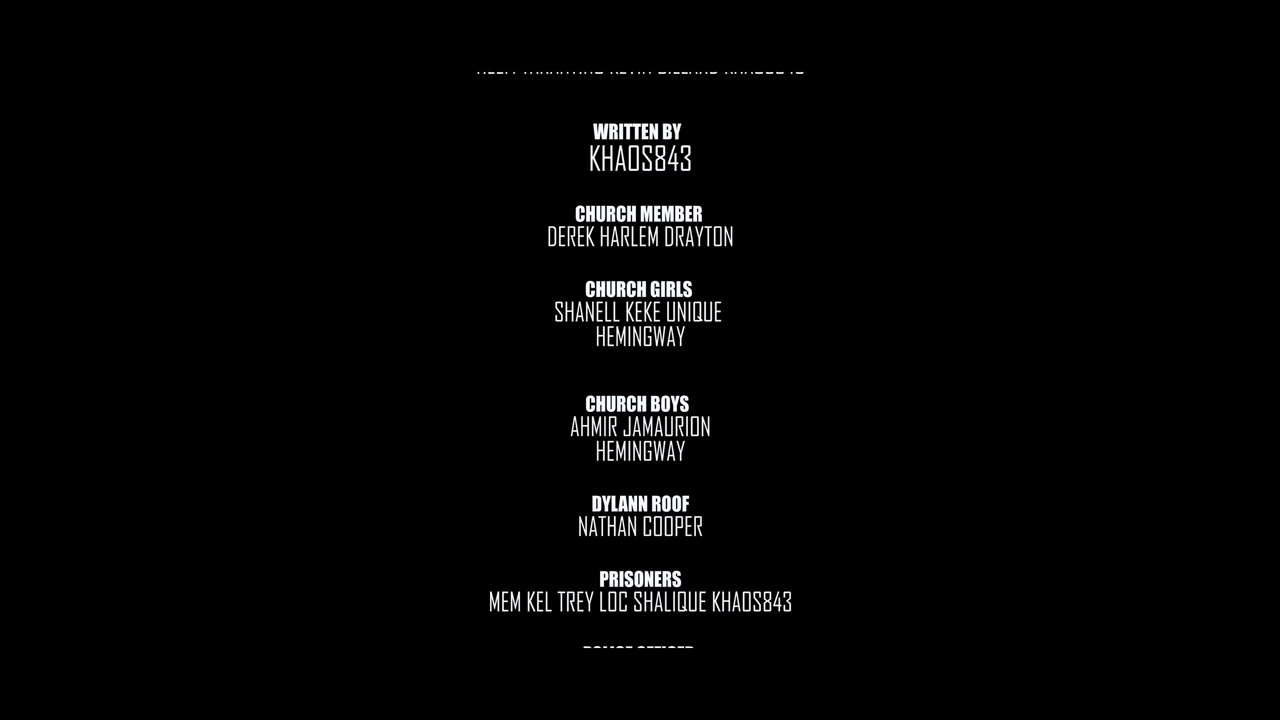 WRITTEN BY
KHAOS843
CHURCH MEMBER
DEREK HARLEM DRAYTON
CHURCH GIRLS
SHANELL KEKE UNIQUE
HEMINGWAY
CHURCH BOYS
AHMIR JAMAURION
HEMINGWAY
DYLANN ROOF
NATHAN COOPER
PRISONERS
MEM KEL TREY LOC SHALIQUE KHAOS843